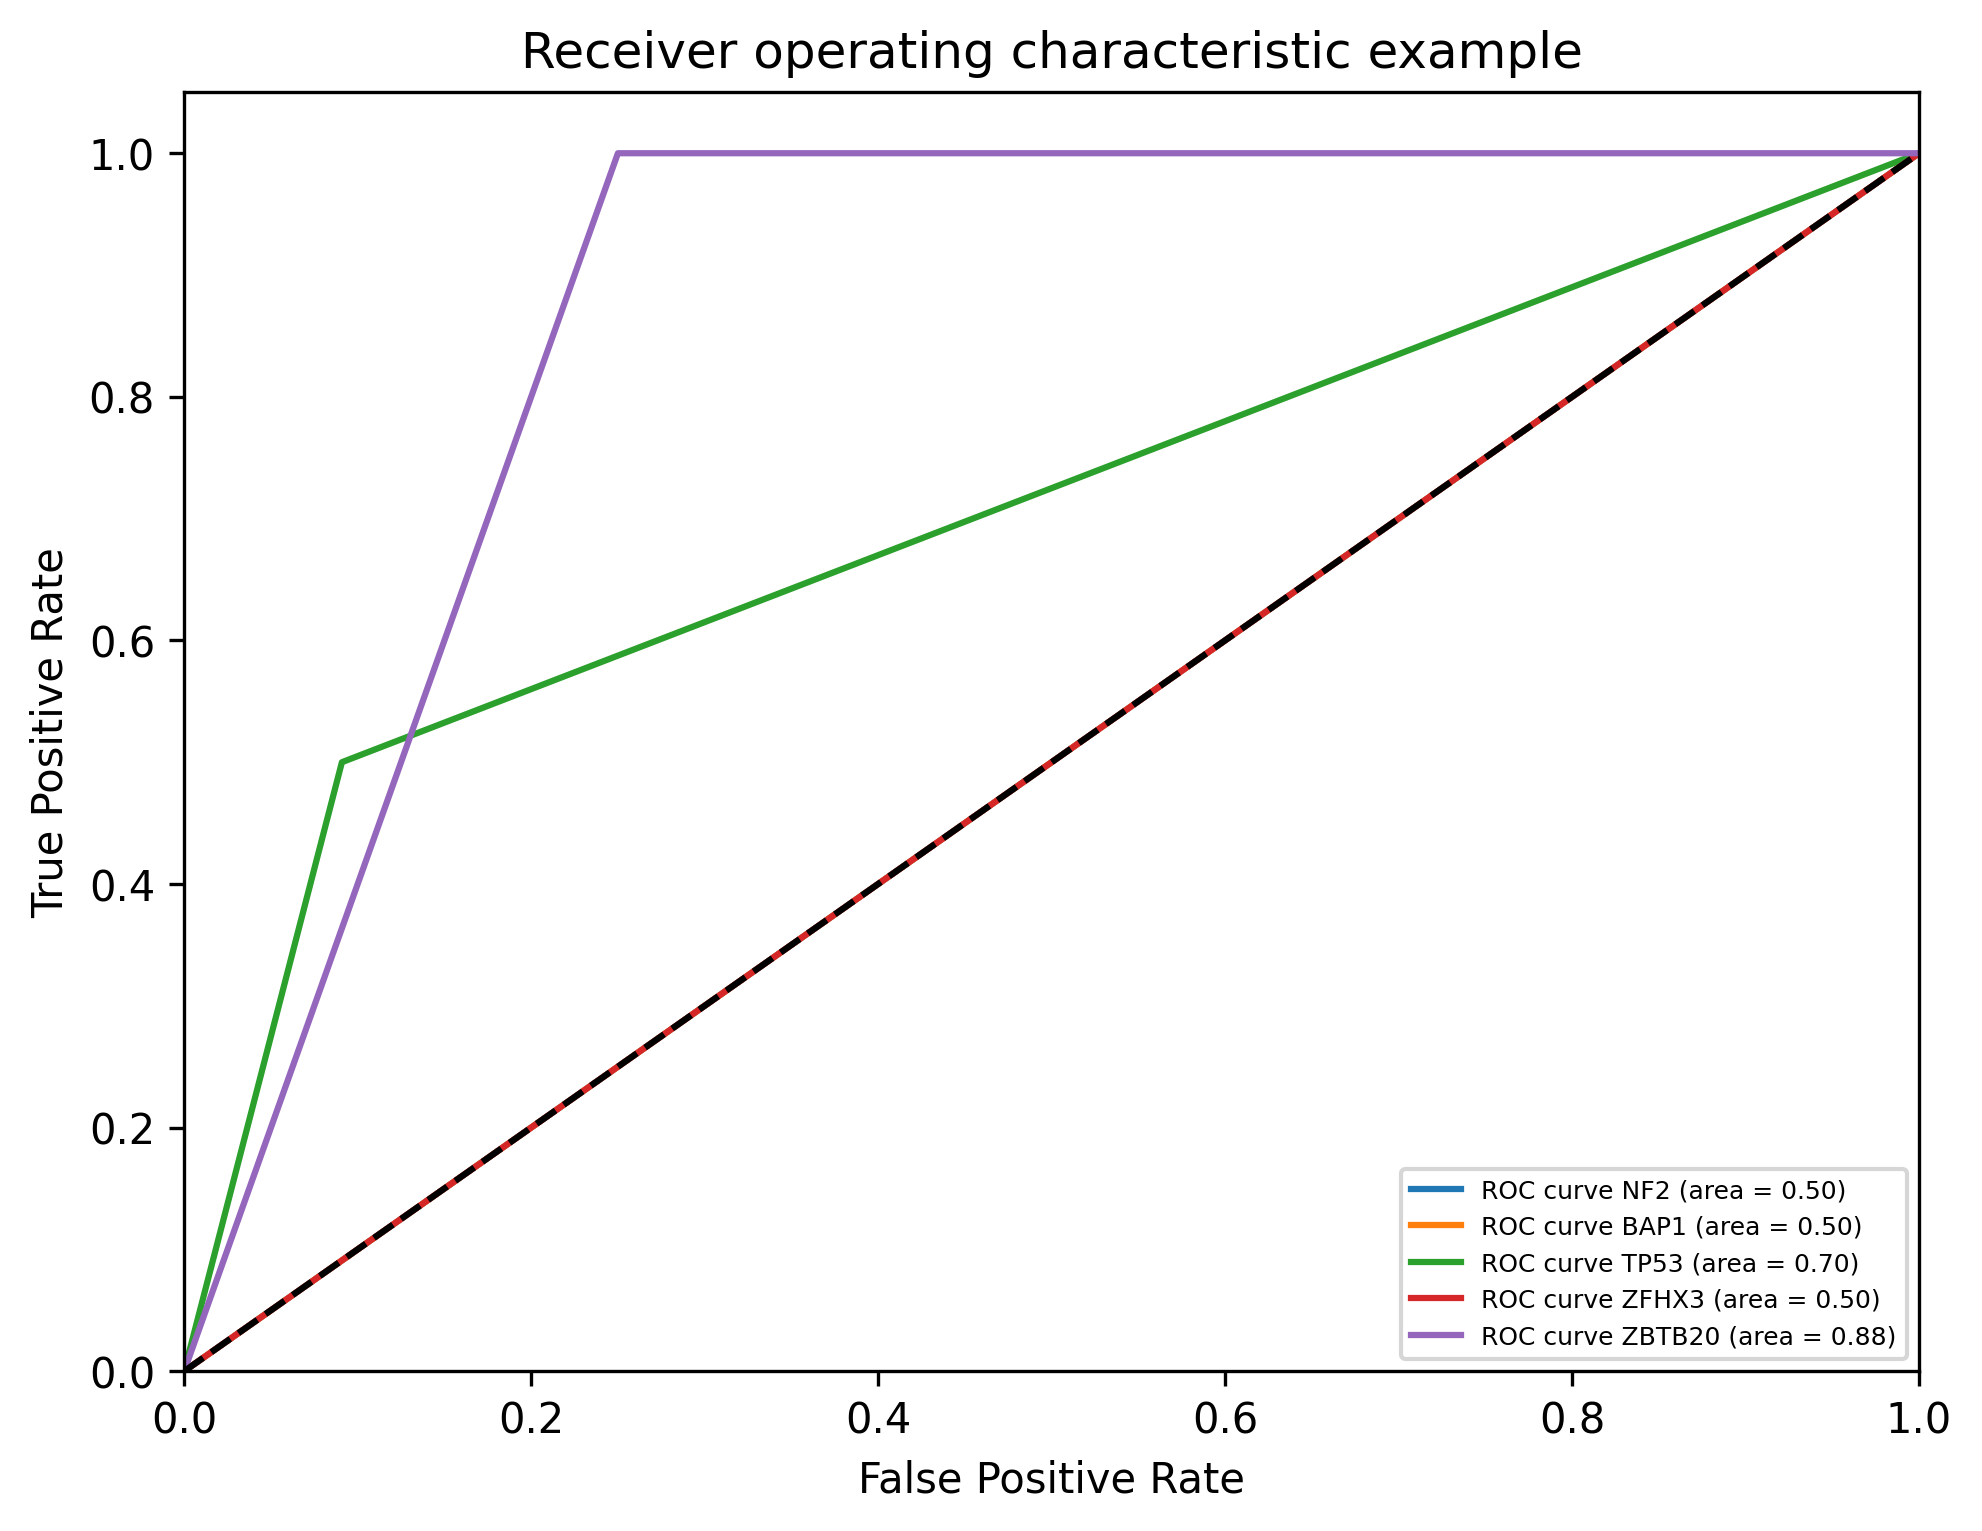 Receiver operating characteristic example
1.0
0.8
0.6
0.4
0.2
0.0
True Positive Rate
0.0 0.2 0.4 0.6 0.8 1.0
False Positive Rate
ROC curve NF2 (area = 0.50)
ROC curve BAP1 (area = 0.50)
ROC curve TP53 (area = 0.70)
ROC curve ZFHX3 (area = 0.50)
ROC curve ZBTB20 (area = 0.88)